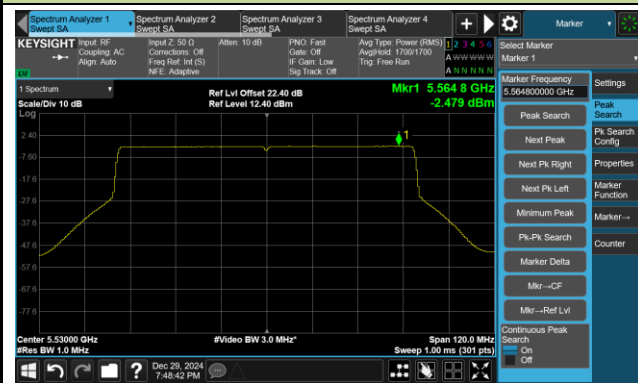 Spectrum Analyzer 1
Swept SA
Spectrum Analyzer 2
Swept SA
Spectrum Analyzer 3
Swept SA
Spectrum Analyzer 4
Swept SA
+
Marker
KEYSIGHT
Input: RF
Coupling: AC
Align: Auto
Input Z: 50 Ω
Corrections: Off
Freq Ref: Int (S)
NFE: Adaptive
Atten: 10 dB
PNO: Fast
Gate: Off
IF Gain: Low
Sig Track: Off
Avg Type: Power (RMS)
Avg|Hold: 1700/1700
Trig: Free Run
1 2 3 4 5 6
A W W W W W
A N N N N N
LXI
Select Marker
Marker 1
1 Spectrum
Scale/Div 10 dB
Log
Ref Lvl Offset 22.40 dB
Ref Level 12.40 dBm
Mkr1 5.564 8 GHz
-2.479 dBm
2.40
-7.60
-17.6
-27.6
-37.6
-47.6
-57.6
-67.6
-77.6
1
Center 5.53000 GHz
#Res BW 1.0 MHz
#Video BW 3.0 MHz*
Span 120.0 MHz
Sweep 1.00 ms (301 pts)
Marker Frequency
5.564800000 GHz
Peak Search
Next Peak
Next Pk Right
Next Pk Left
Minimum Peak
Pk-Pk Search
Marker Delta
Mkr→CF
Mkr→Ref Lvl
Continuous Peak
Search
On
Off
Settings
Peak
Search
Pk Search
Config
Properties
Marker
Function
Marker→
Counter
?
Dec 29, 2024
7:48:42 PM